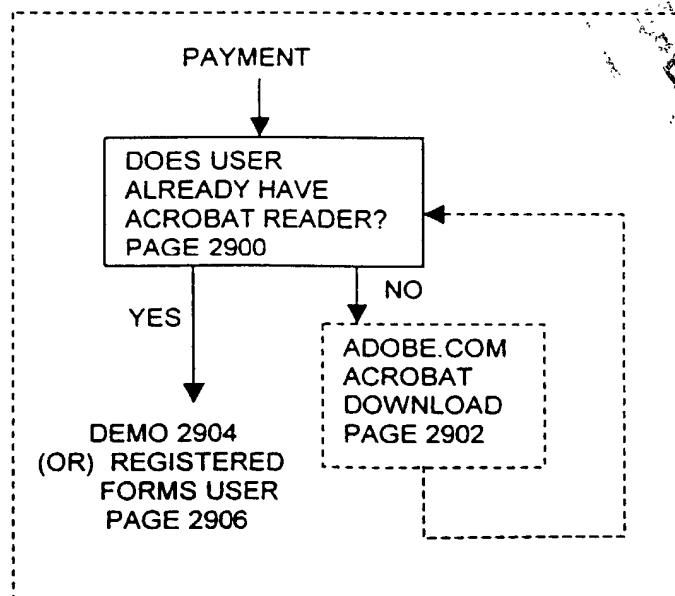 PAYMENT
DOES USER
ALREADY HAVE
ACROBAT READER?
PAGE 2900
YES
NO
ADOBE.COM
ACROBAT
DOWNLOAD
PAGE 2902
DEMO 2904
(OR) REGISTERED
FORMS USER
PAGE 2906